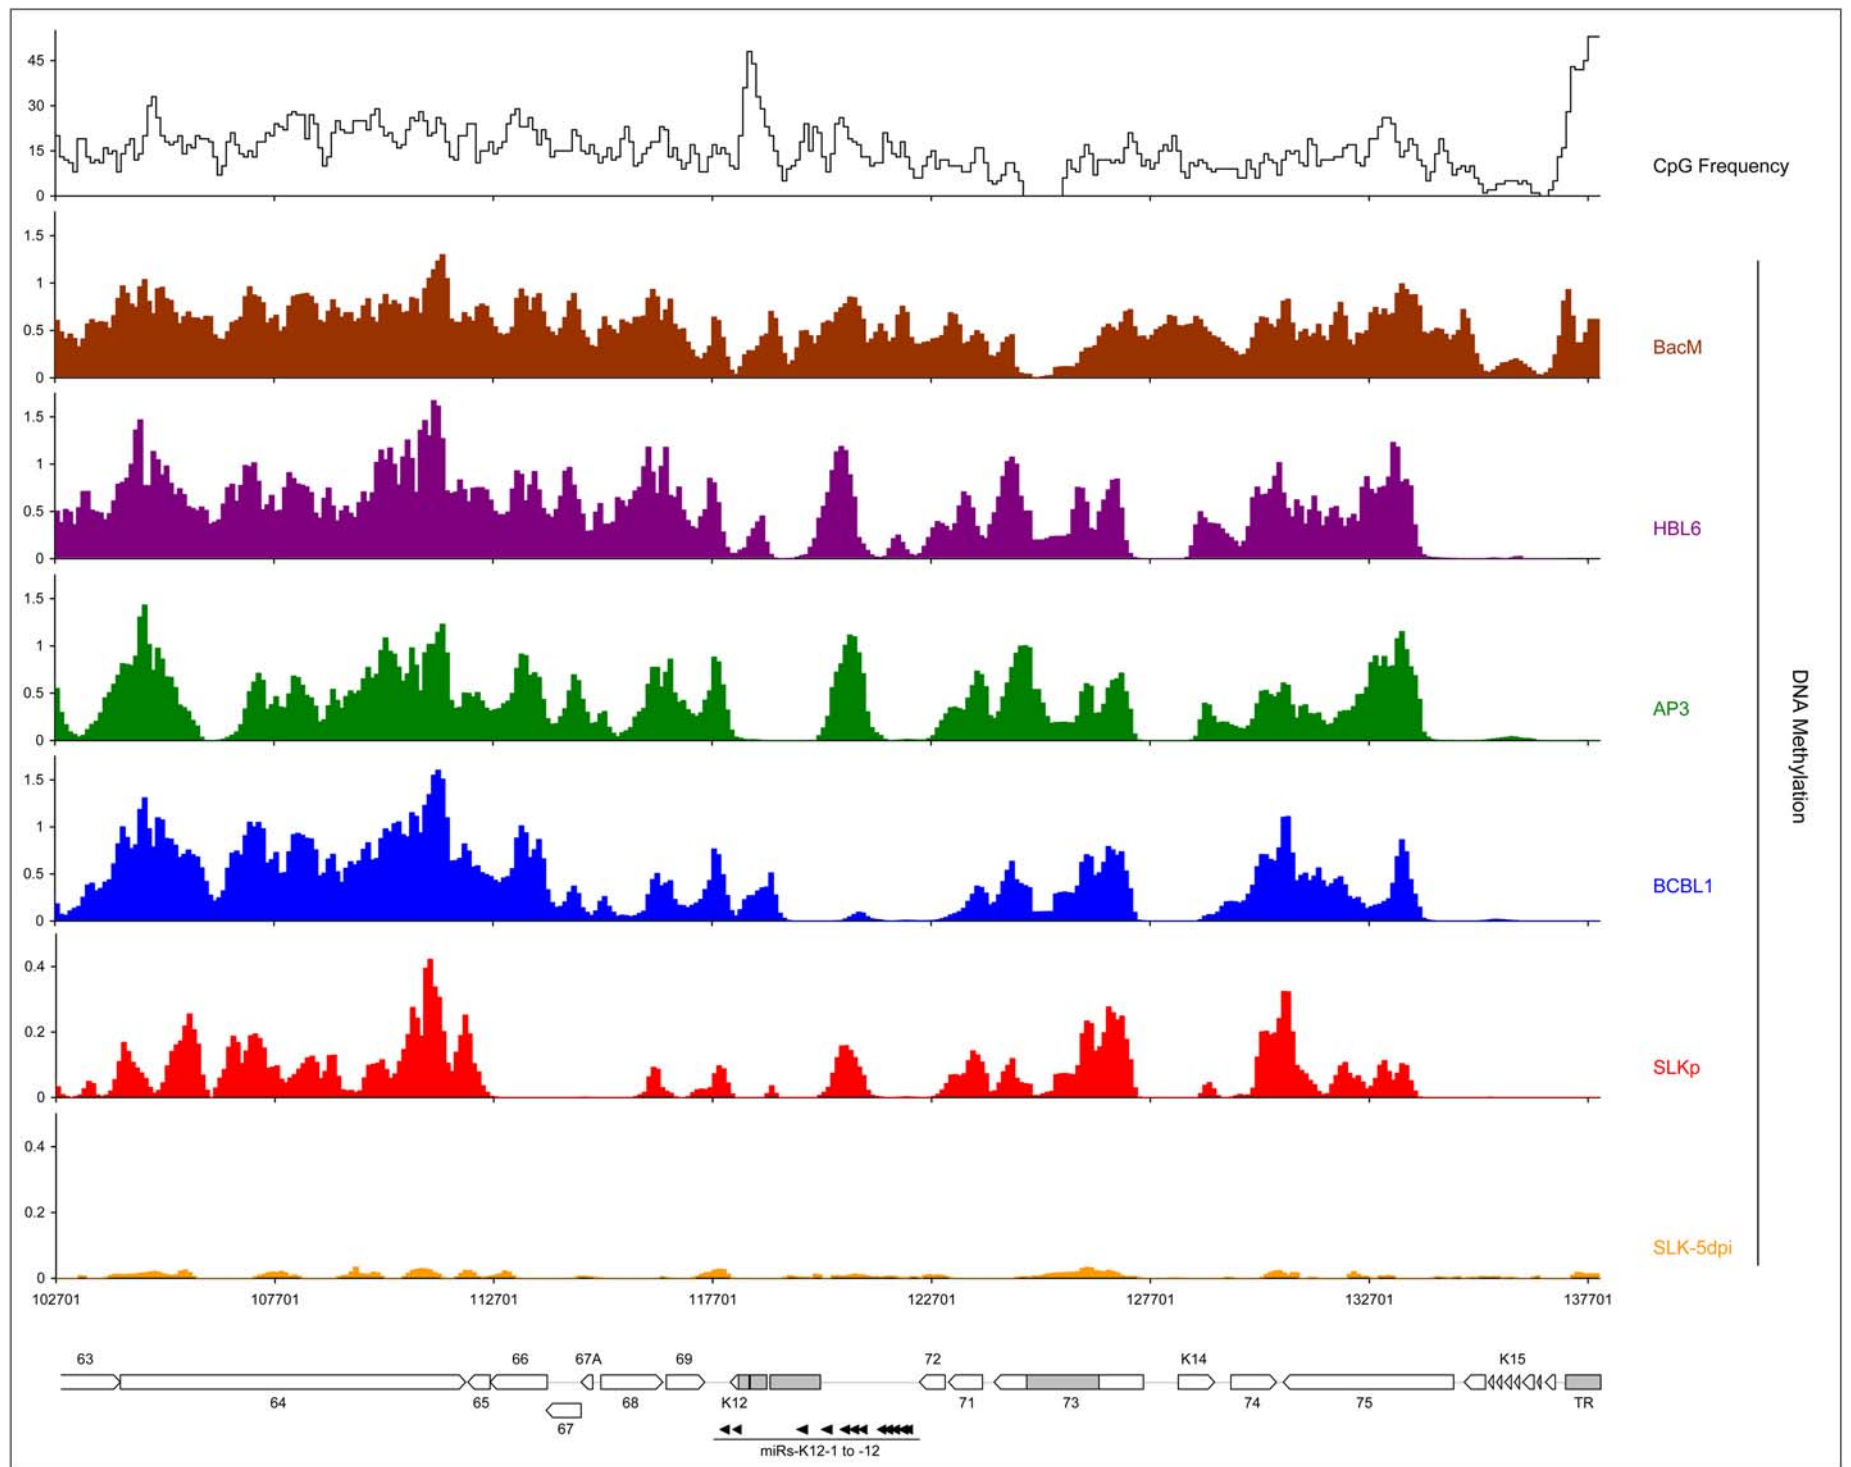 45
30
15
0
CpG Frequency
1.5
1
0.5
0
BacM
1.5
1
0.5
0
HBL6
1.5
1
0.5
0
AP3
1.5
1
0.5
0
BCBL1
0.4
0.2
0
SLKp
0.4
0.2
0
SLK-5dpi
DNA Methylation
102701 107701 112701 117701 122701 127701 132701 137701
63 66 67A 69 72 K14 K15
64 65 68 K12 71 73 74 75 TR
67
miRs-K12-1 to -12